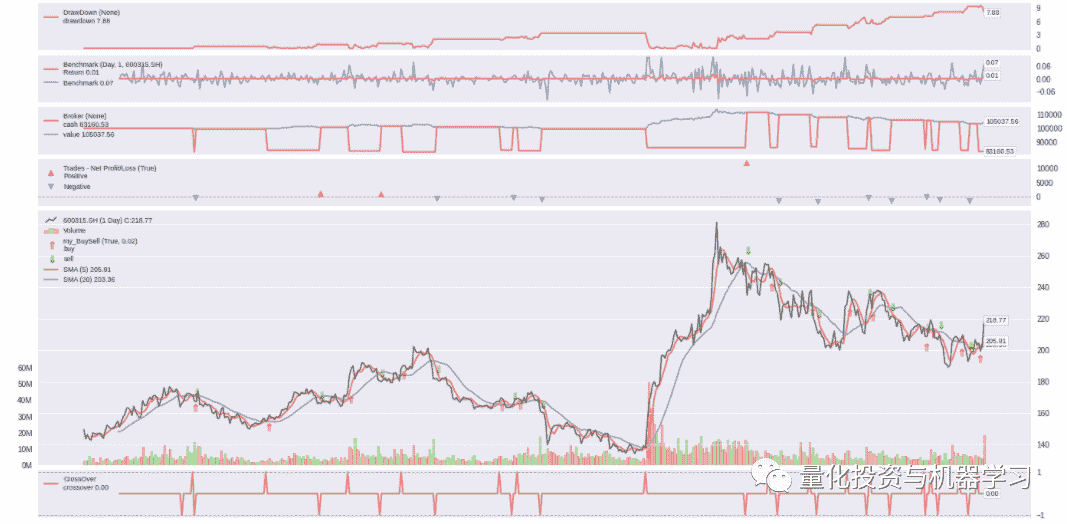 DrawDown (None)
drawdown 7.88
7.88
9
6
3
0
Benchmark (Day, 1, 600315.SH)
Return 0.01
Benchmark 0.07
0.07
0.01
0.06
0.00
−0.06
Broker (None)
cash 83160.53
value 105037.56
105037.56
83160.53
110000
100000
90000
Trades - Net Profit/Loss (True)
Positive
Negative
10000
5000
0
600315.SH (1 Day) C:218.77
Volume
my_BuySell (True, 0.02)
buy
sell
SMA (5) 205.91
SMA (20) 203.36
280
260
240
220
200
180
160
140
218.77
205.91
60M
50M
40M
30M
20M
10M
0M
CrossOver
crossover 0.00
1
0.00
−1
量化投资与机器学习